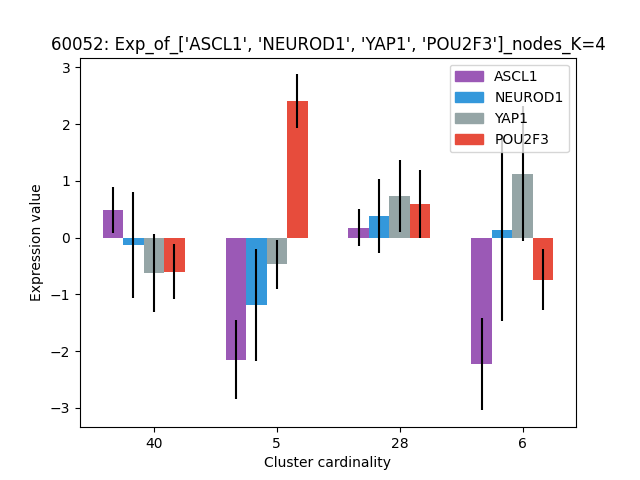 60052: Exp_of_['ASCL1', 'NEUROD1', 'YAP1', 'POU2F3']_nodes_K=4
ASCL1
NEUROD1
YAP1
POU2F3
Expression value
3
2
1
0
−1
−2
−3
40
5
28
6
Cluster cardinality